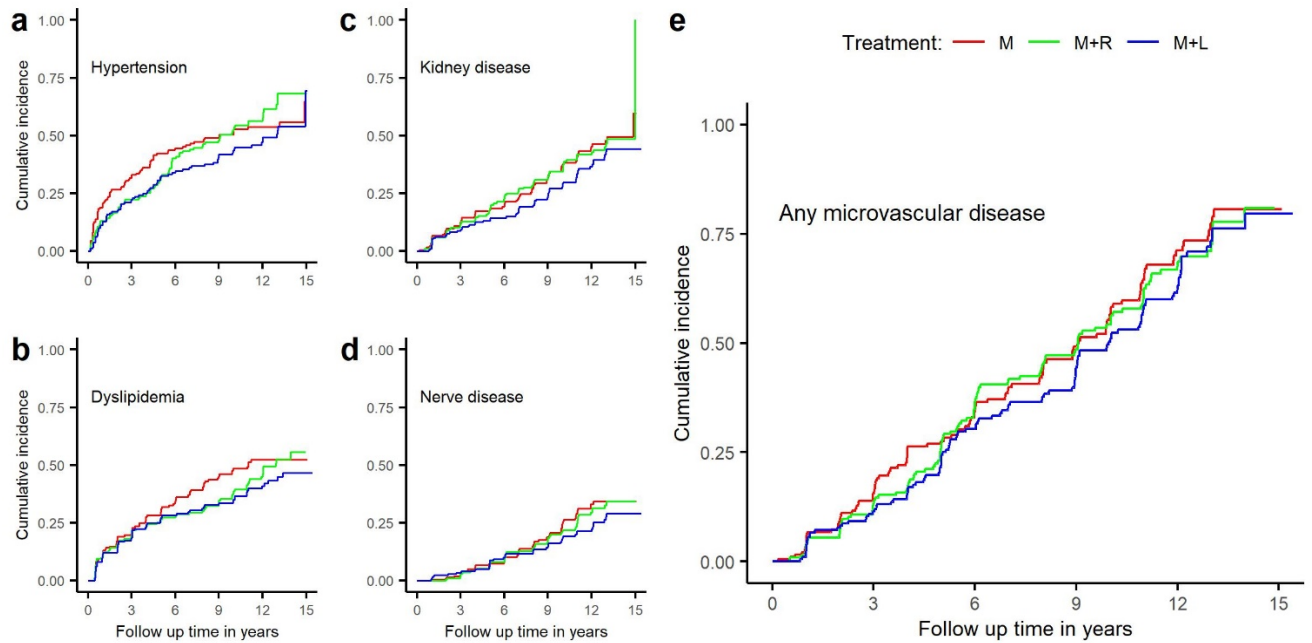 a
Hypertension
Cumulative incidence
1.00
0.75
0.50
0.25
0.00
0 3 6 9 12 15
c
Kidney disease
1.00
0.75
0.50
0.25
0.00
0 3 6 9 12 15
b
Dyslipidemia
Cumulative incidence
1.00
0.75
0.50
0.25
0.00
0 3 6 9 12 15
Follow up time in years
d
Nerve disease
1.00
0.75
0.50
0.25
0.00
0 3 6 9 12 15
Follow up time in years
e
Treatment: M M+R M+L
Any microvascular disease
Cumulative incidence
1.00
0.75
0.50
0.25
0.00
0 3 6 9 12 15
Follow up time in years